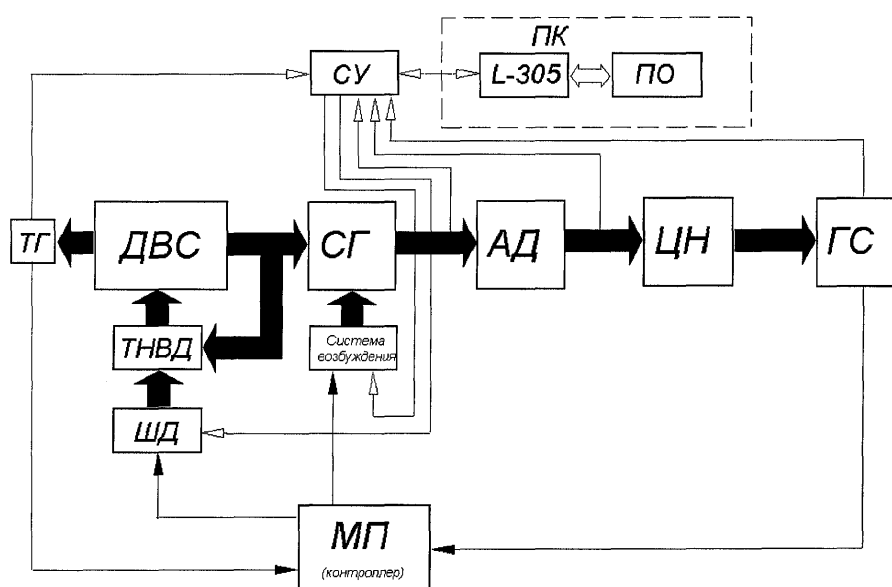 ПК
СУ
L-305
ПО
ТГ
ДВС
СГ
АД
ЦН
ГС
ТНВД
Система
возбуждения
ШД
МП
(контроллер)